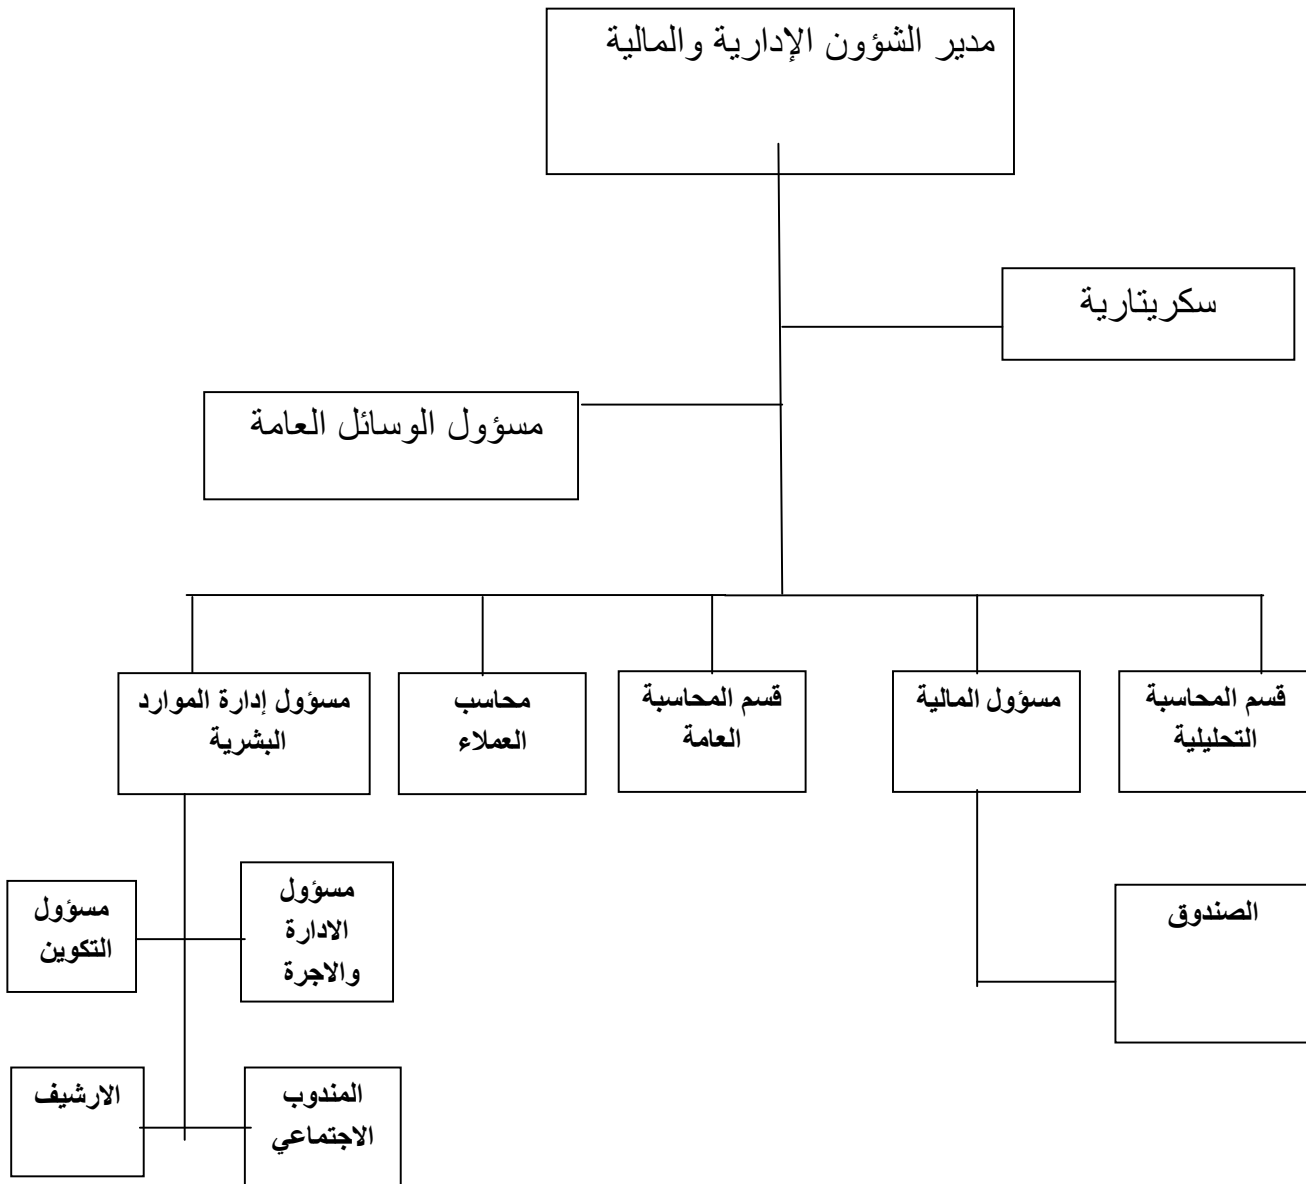 مدير الشؤون الإدارية والمالية
سكريتارية
مسؤول الوسائل العامة
قسم المحاسبة
التحليلية
مسؤول المالية
قسم المحاسبة
العامة
محاسب
العملاء
مسؤول إدارة الموارد
البشرية
الصندوق
مسؤول
الادارة
والاجرة
مسؤول
التكوين
المندوب
الاجتماعي
الارشيف